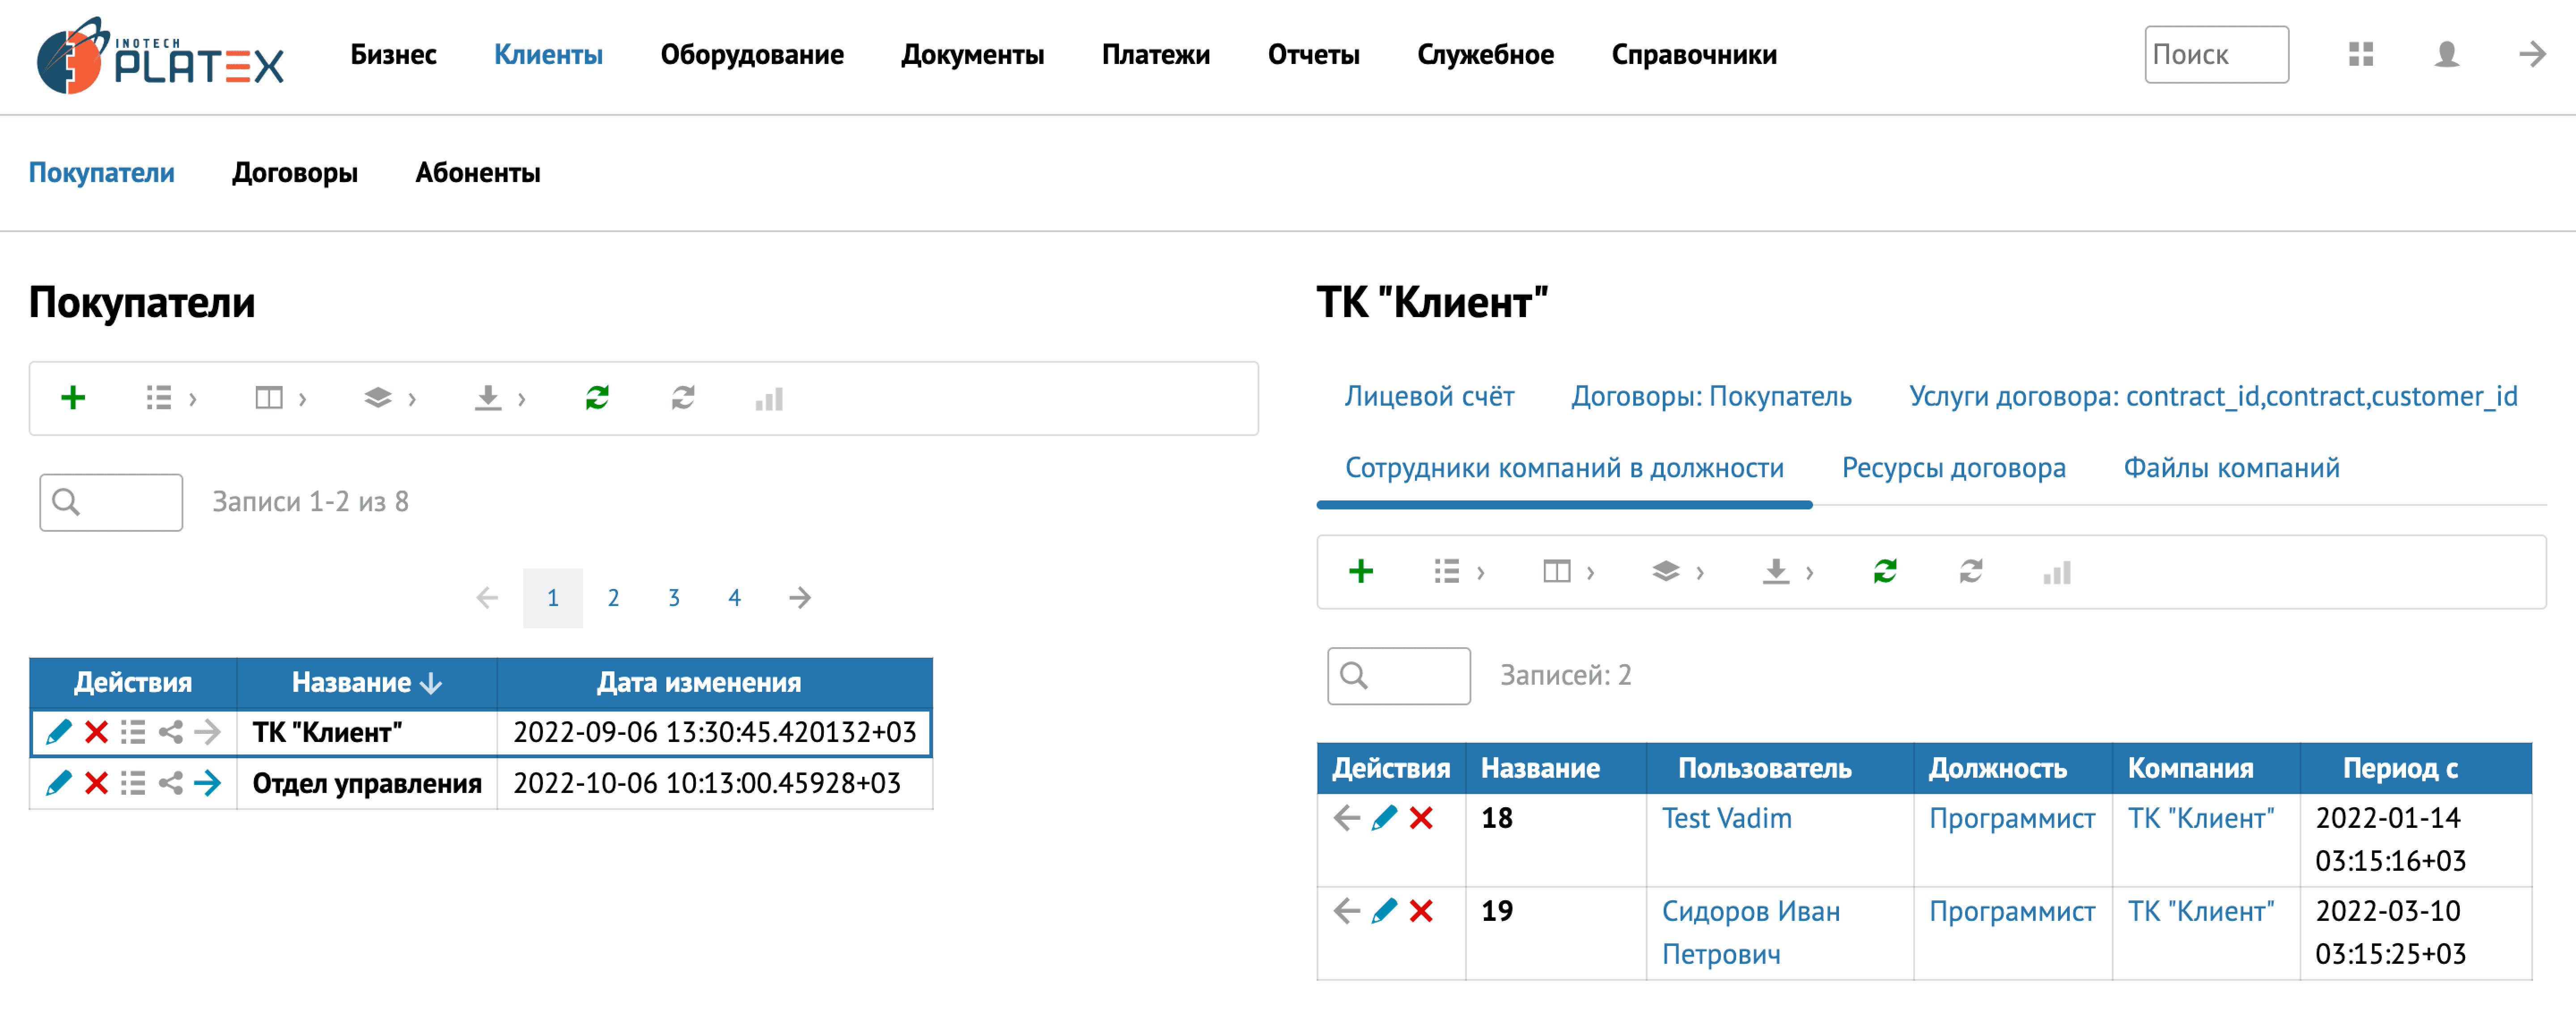 INOTECH
PLATEX
Бизнес Клиенты Оборудование Документы Платежи Отчеты Служебное Справочники Поиск
Покупатели Договоры Абоненты
Покупатели
Записи 1-2 из 8
1 2 3 4
Действия Название Дата изменения
ТК "Клиент" 2022-09-06 13:30:45.420132+03
Отдел управления 2022-10-06 10:13:00.45928+03
ТК "Клиент"
Лицевой счёт Договоры: Покупатель Услуги договора: contract_id,contract,customer_id
Сотрудники компаний в должности Ресурсы договора Файлы компаний
Записей: 2
Действия Название Пользователь Должность Компания Период с
18 Test Vadim Программист ТК "Клиент" 2022-01-14
03:15:16+03
19 Сидоров Иван Программист ТК "Клиент" 2022-03-10
Петрович 03:15:25+03